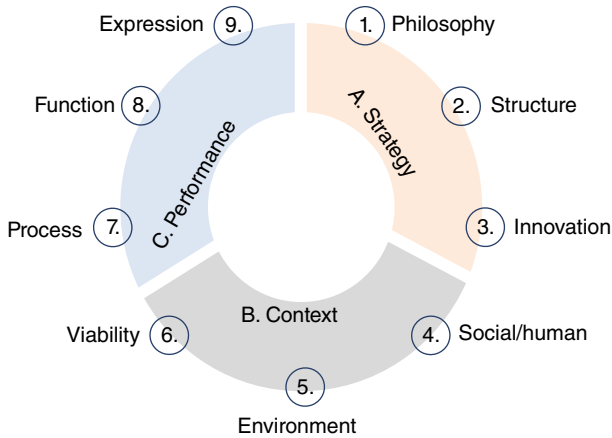 A. Strategy
1. Philosophy
2. Structure
3. Innovation
B. Context
4. Social/human
5. Environment
6. Viability
C. Performance
7. Process
8. Function
9. Expression